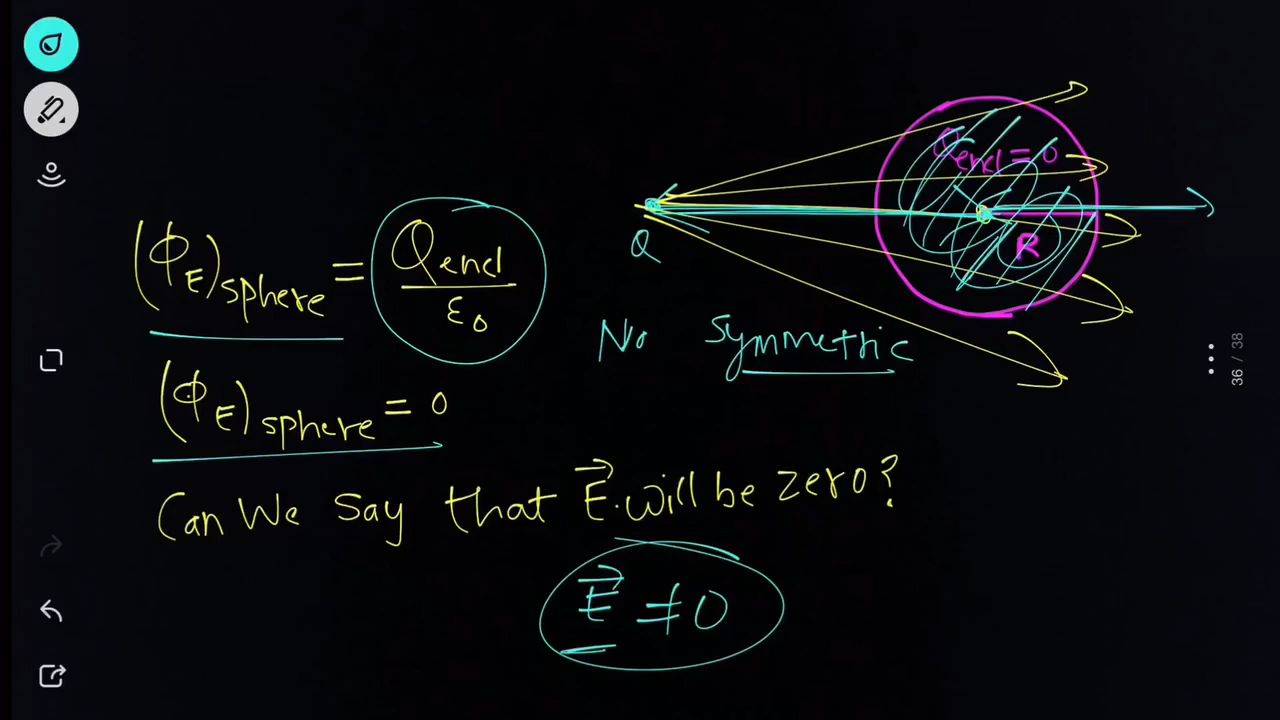 Qencl = 0
Q
R
(ΦE)sphere = Qencl / ε0
No Symmetric
(ΦE)sphere = 0
Can We Say that E⃗ will be zero?
E⃗ ≠ 0
36 / 38